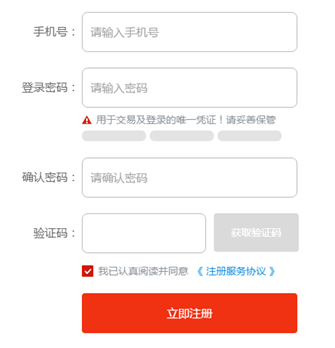 手机号： 请输入手机号
登录密码： 请输入密码
用于交易及登录的唯一凭证！请妥善保管
确认密码： 请确认密码
验证码： 获取验证码
我已认真阅读并同意 《 注册服务协议 》
立即注册